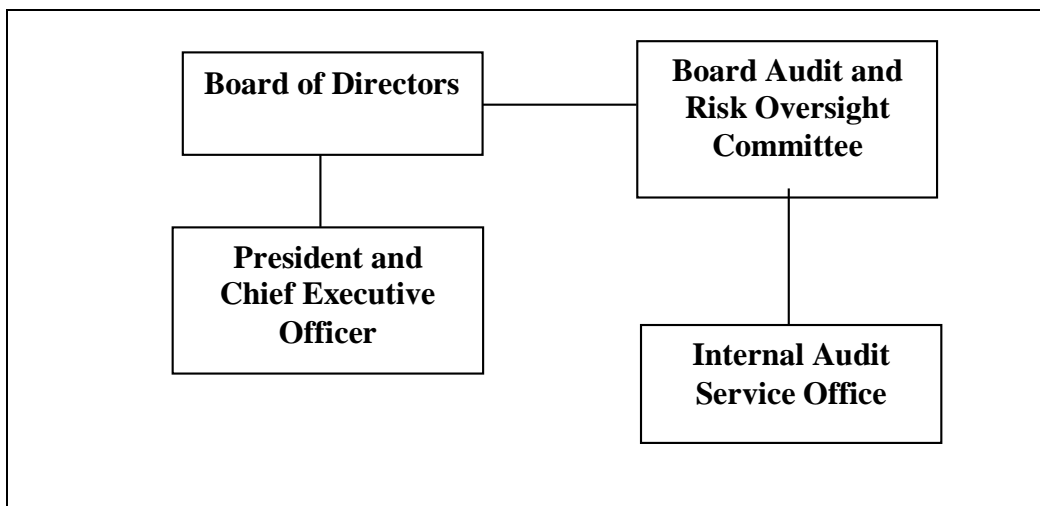 Board of Directors
Board Audit and
Risk Oversight
Committee
President and
Chief Executive
Officer
Internal Audit
Service Office